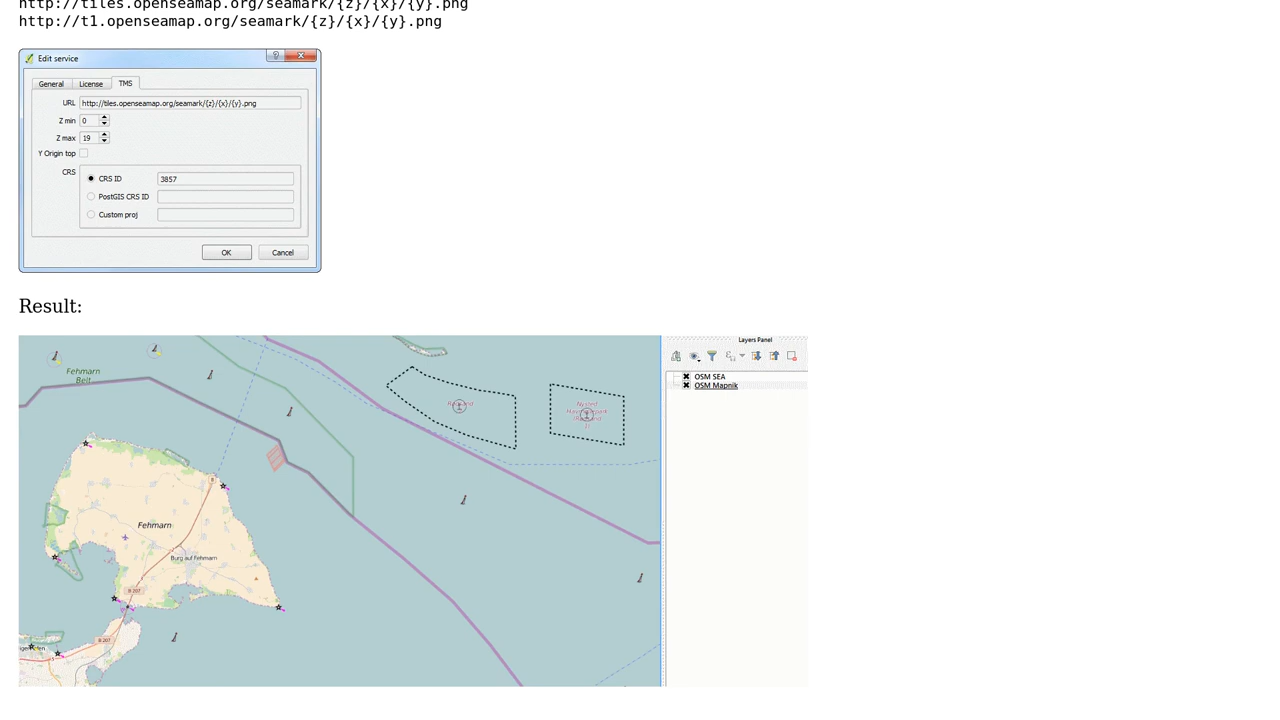 http://tiles.openseamap.org/seamark/{z}/{x}/{y}.png
http://t1.openseamap.org/seamark/{z}/{x}/{y}.png
Edit service
General License TMS
URL http://tiles.openseamap.org/seamark/{z}/{x}/{y}.png
Z min 0
Z max 19
Y Origin top
CRS
CRS ID 3857
PostGIS CRS ID
Custom proj
OK Cancel
Result:
Layers Panel
OSM SEA
OSM Mapnik
Fehmarn
Belt
Nysted
Fehmarn
Burg auf Fehmarn
B 207
B 207